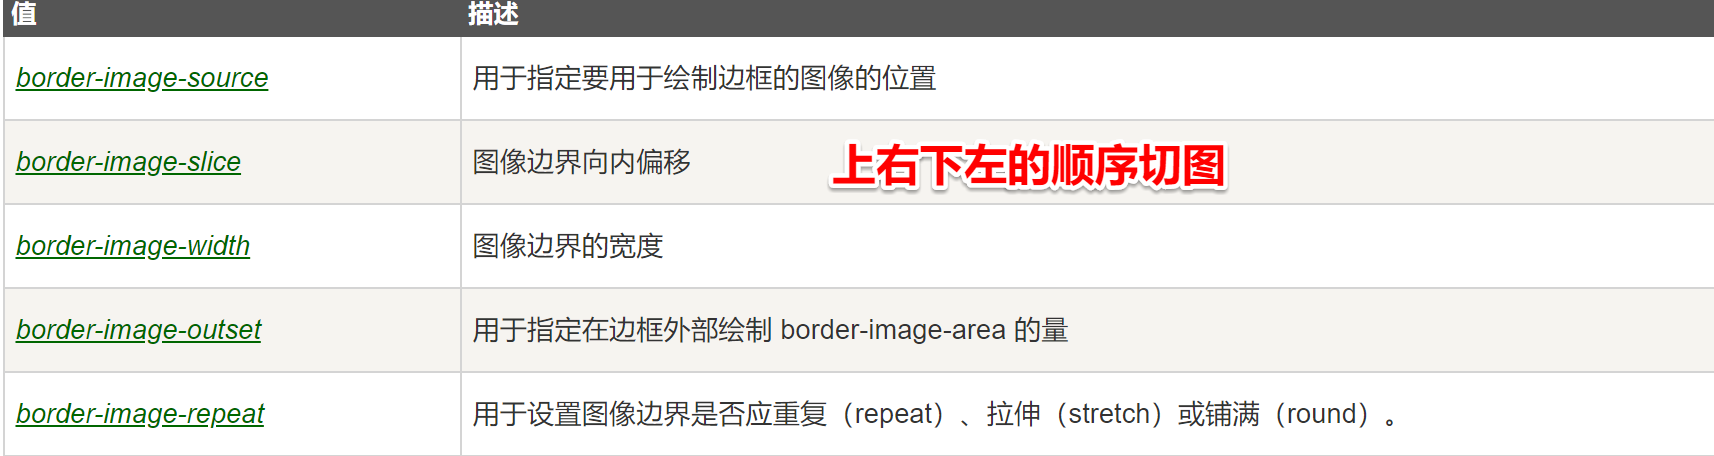 值 描述
border-image-source 用于指定要用于绘制边框的图像的位置
border-image-slice 图像边界向内偏移 上右下左的顺序切图
border-image-width 图像边界的宽度
border-image-outset 用于指定在边框外部绘制 border-image-area 的量
border-image-repeat 用于设置图像边界是否应重复（repeat）、拉伸（stretch）或铺满（round）。